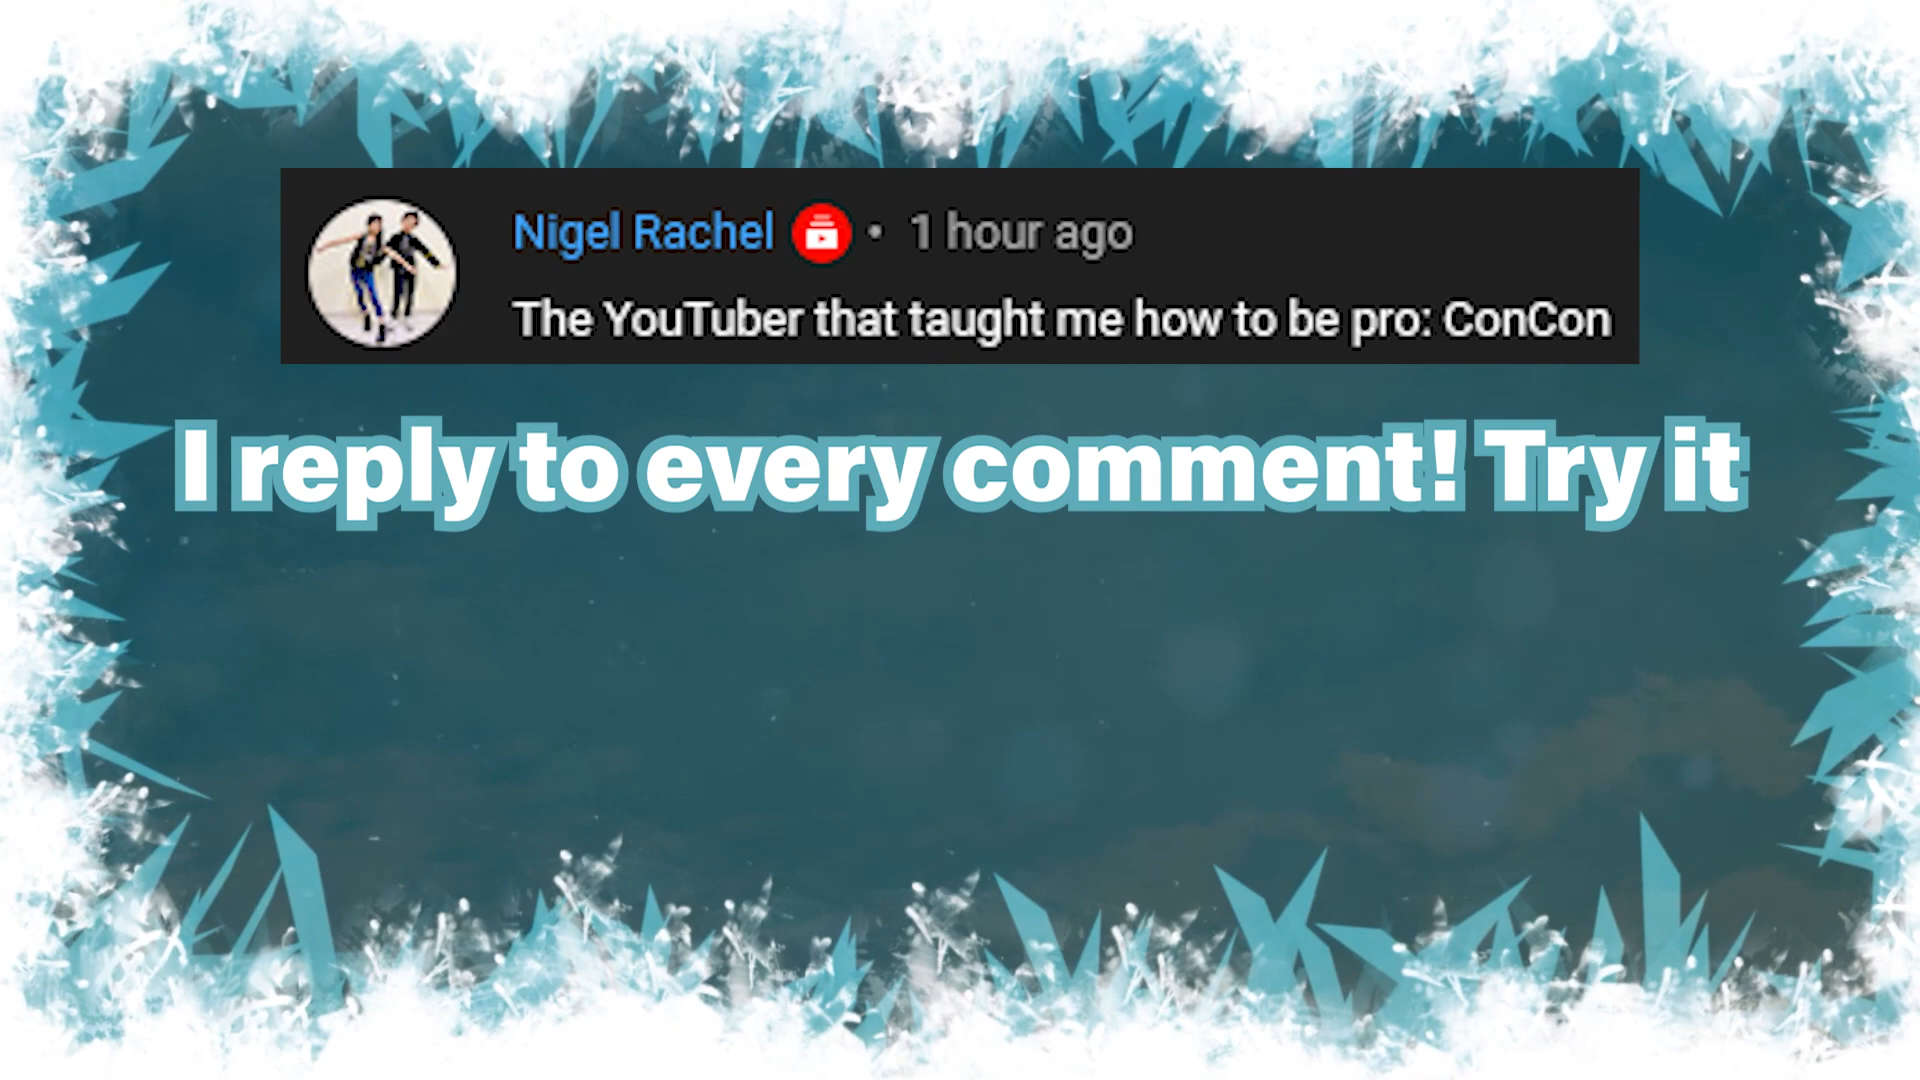 Nigel Rachel • 1 hour ago
The YouTuber that taught me how to be pro: ConCon
I reply to every comment! Try it